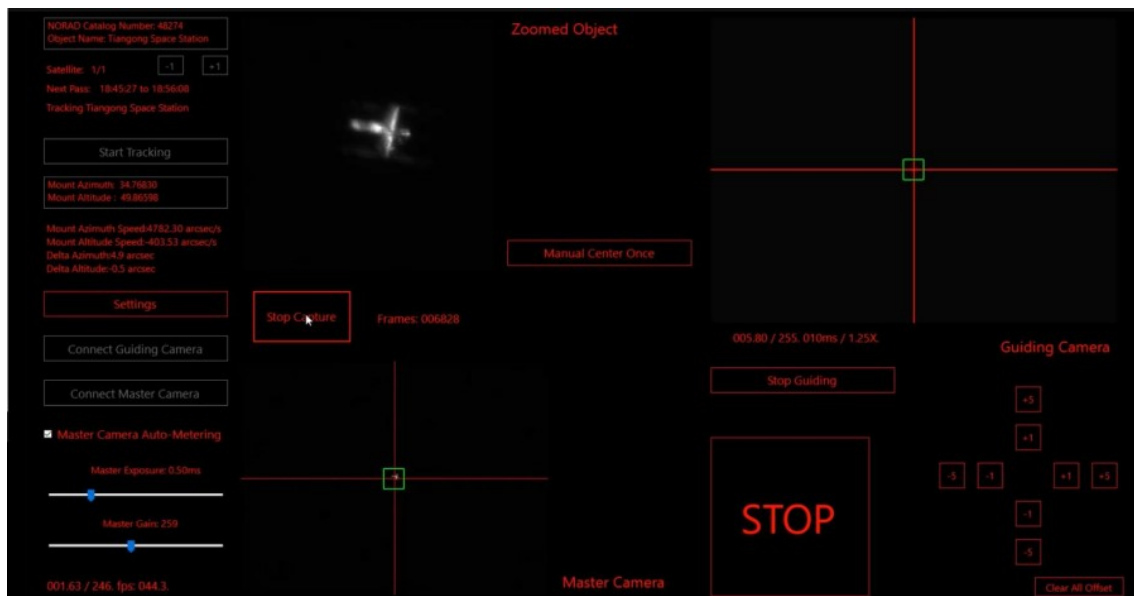 NORAD Catalog Number: 48274
Object Name: Tiangong Space Station
Satellite: 1/1
-1
+1
Next Pass: 18:45:27 to 18:56:08
Tracking Tiangong Space Station
Start Tracking
Mount Azimuth: 34.76830
Mount Altitude : 49.86598
Mount Azimuth Speed:4782.30 arcsec/s
Mount Altitude Speed:-403.53 arcsec/s
Delta Azimuth:4.9 arcsec
Delta Altitude:-0.5 arcsec
Settings
Connect Guiding Camera
Connect Master Camera
Master Camera Auto-Metering
Master Exposure: 0.50ms
Master Gain: 259
001.63 / 246. fps: 044.3.
Zoomed Object
Manual Center Once
Stop Capture
Frames: 006828
Master Camera
005.80 / 255. 010ms / 1.25X.
Guiding Camera
Stop Guiding
STOP
+5
+1
-5
-1
+1
+5
-1
-5
Clear All Offset